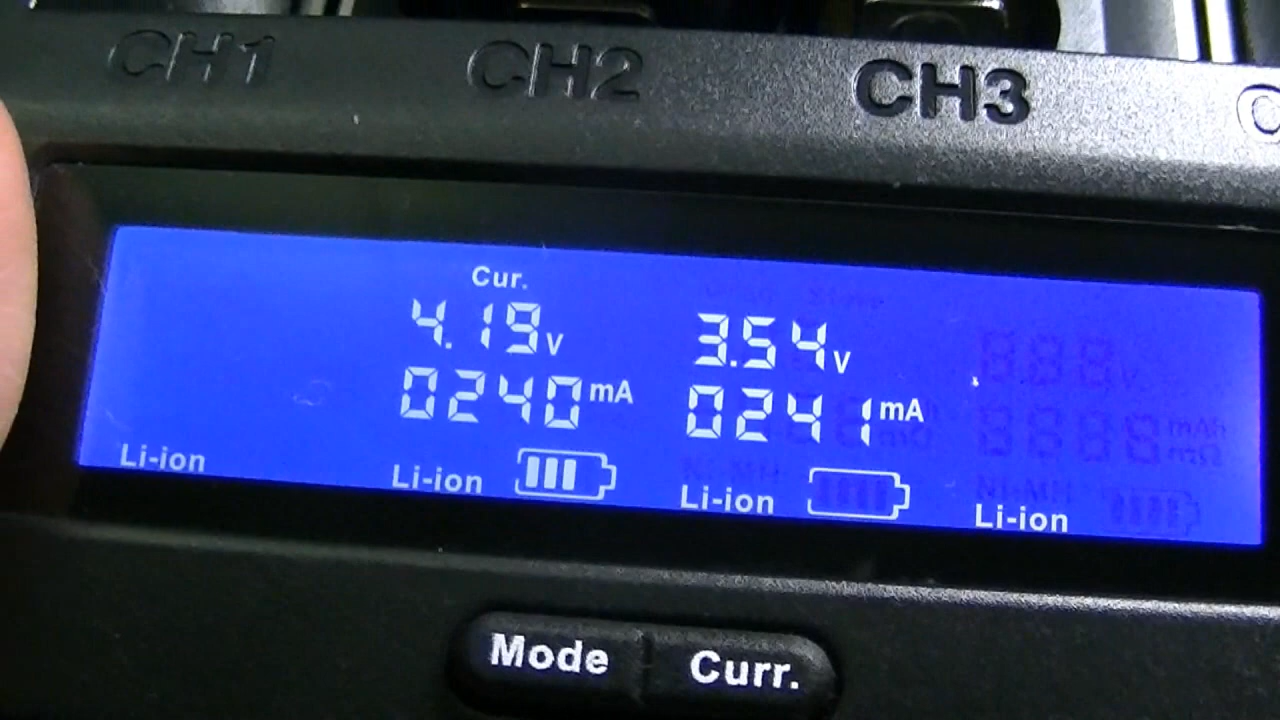 CH1 CH2 CH3
Cur.
4.19V 3.54V
0240mA 0241mA
Li-ion Li-ion Li-ion Li-ion
Mode Curr.